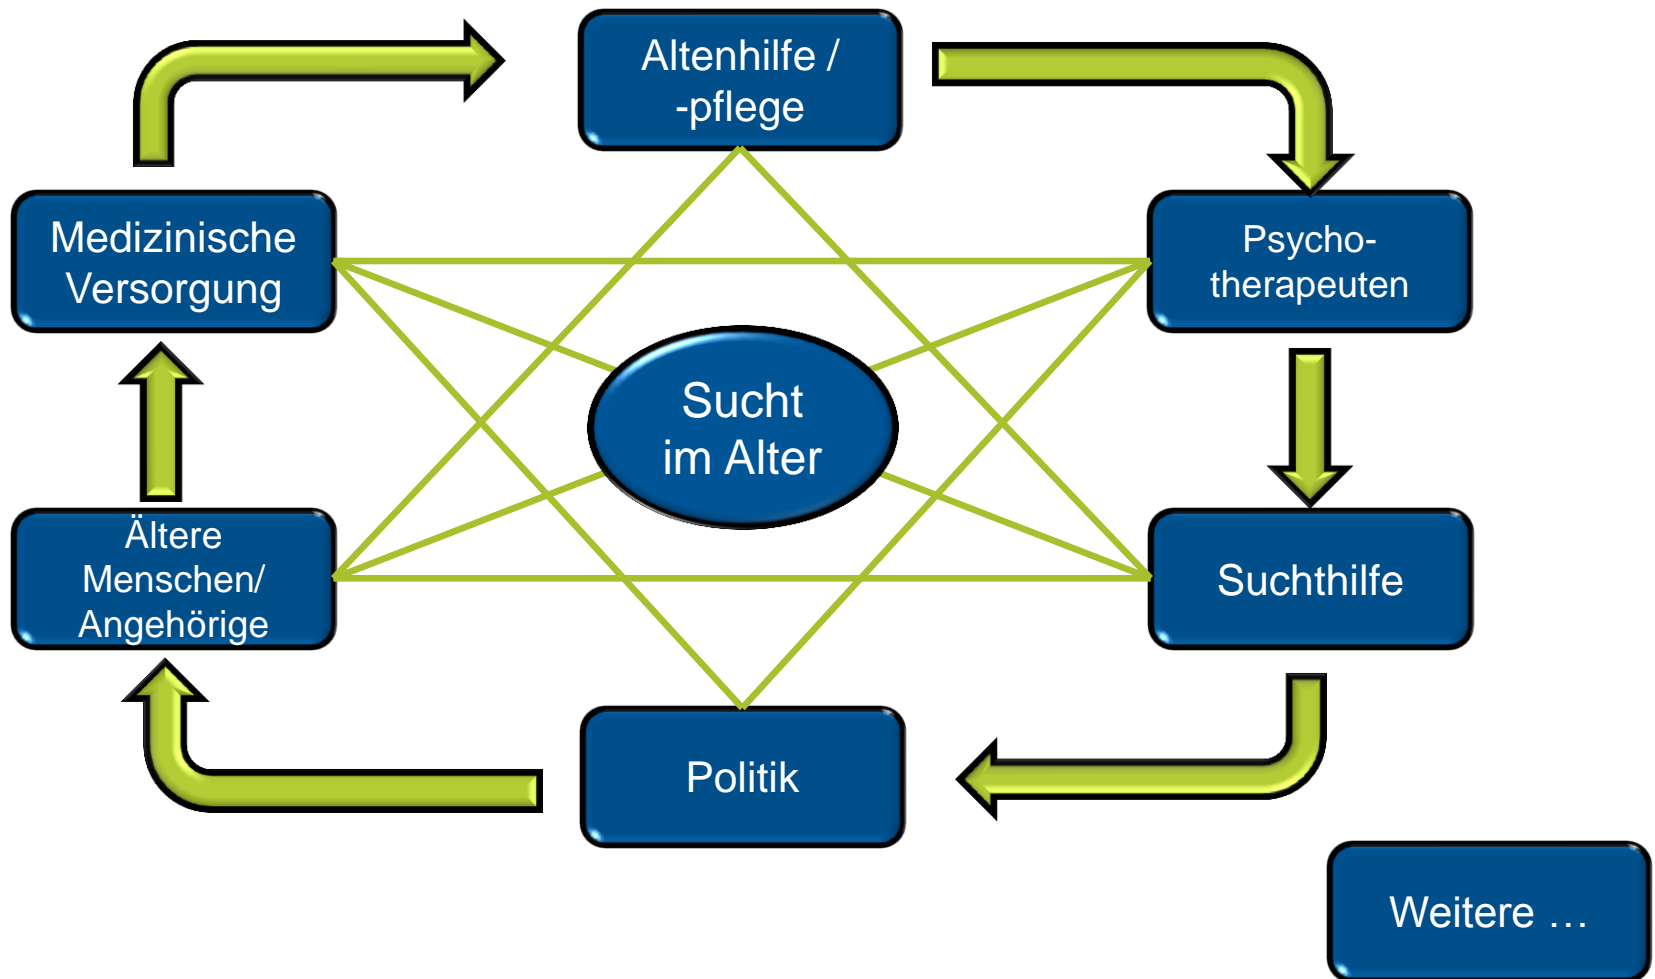 Altenhilfe /
-pflege
Medizinische
Versorgung
Psycho-
therapeuten
Sucht
im Alter
Ältere
Menschen/
Angehörige
Suchthilfe
Politik
Weitere …